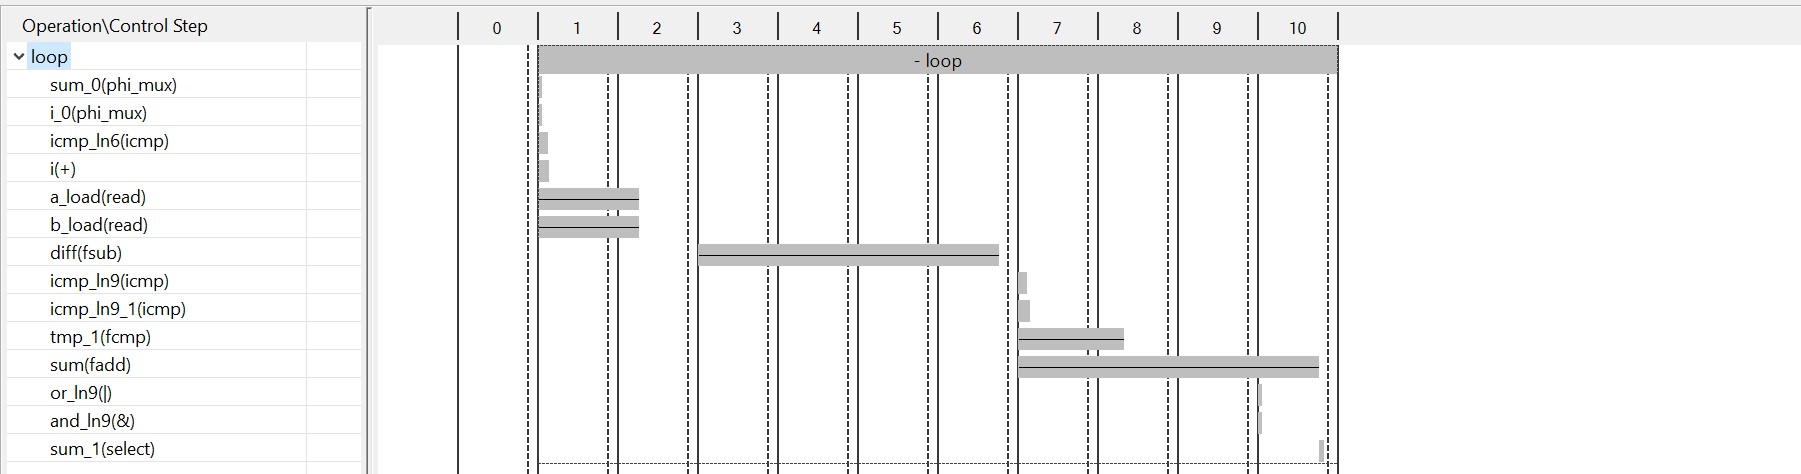 Operation\Control Step 0 1 2 3 4 5 6 7 8 9 10
loop - loop
sum_0(phi_mux)
i_0(phi_mux)
icmp_ln6(icmp)
i(+)
a_load(read)
b_load(read)
diff(fsub)
icmp_ln9(icmp)
icmp_ln9_1(icmp)
tmp_1(fcmp)
sum(fadd)
or_ln9(|)
and_ln9(&)
sum_1(select)